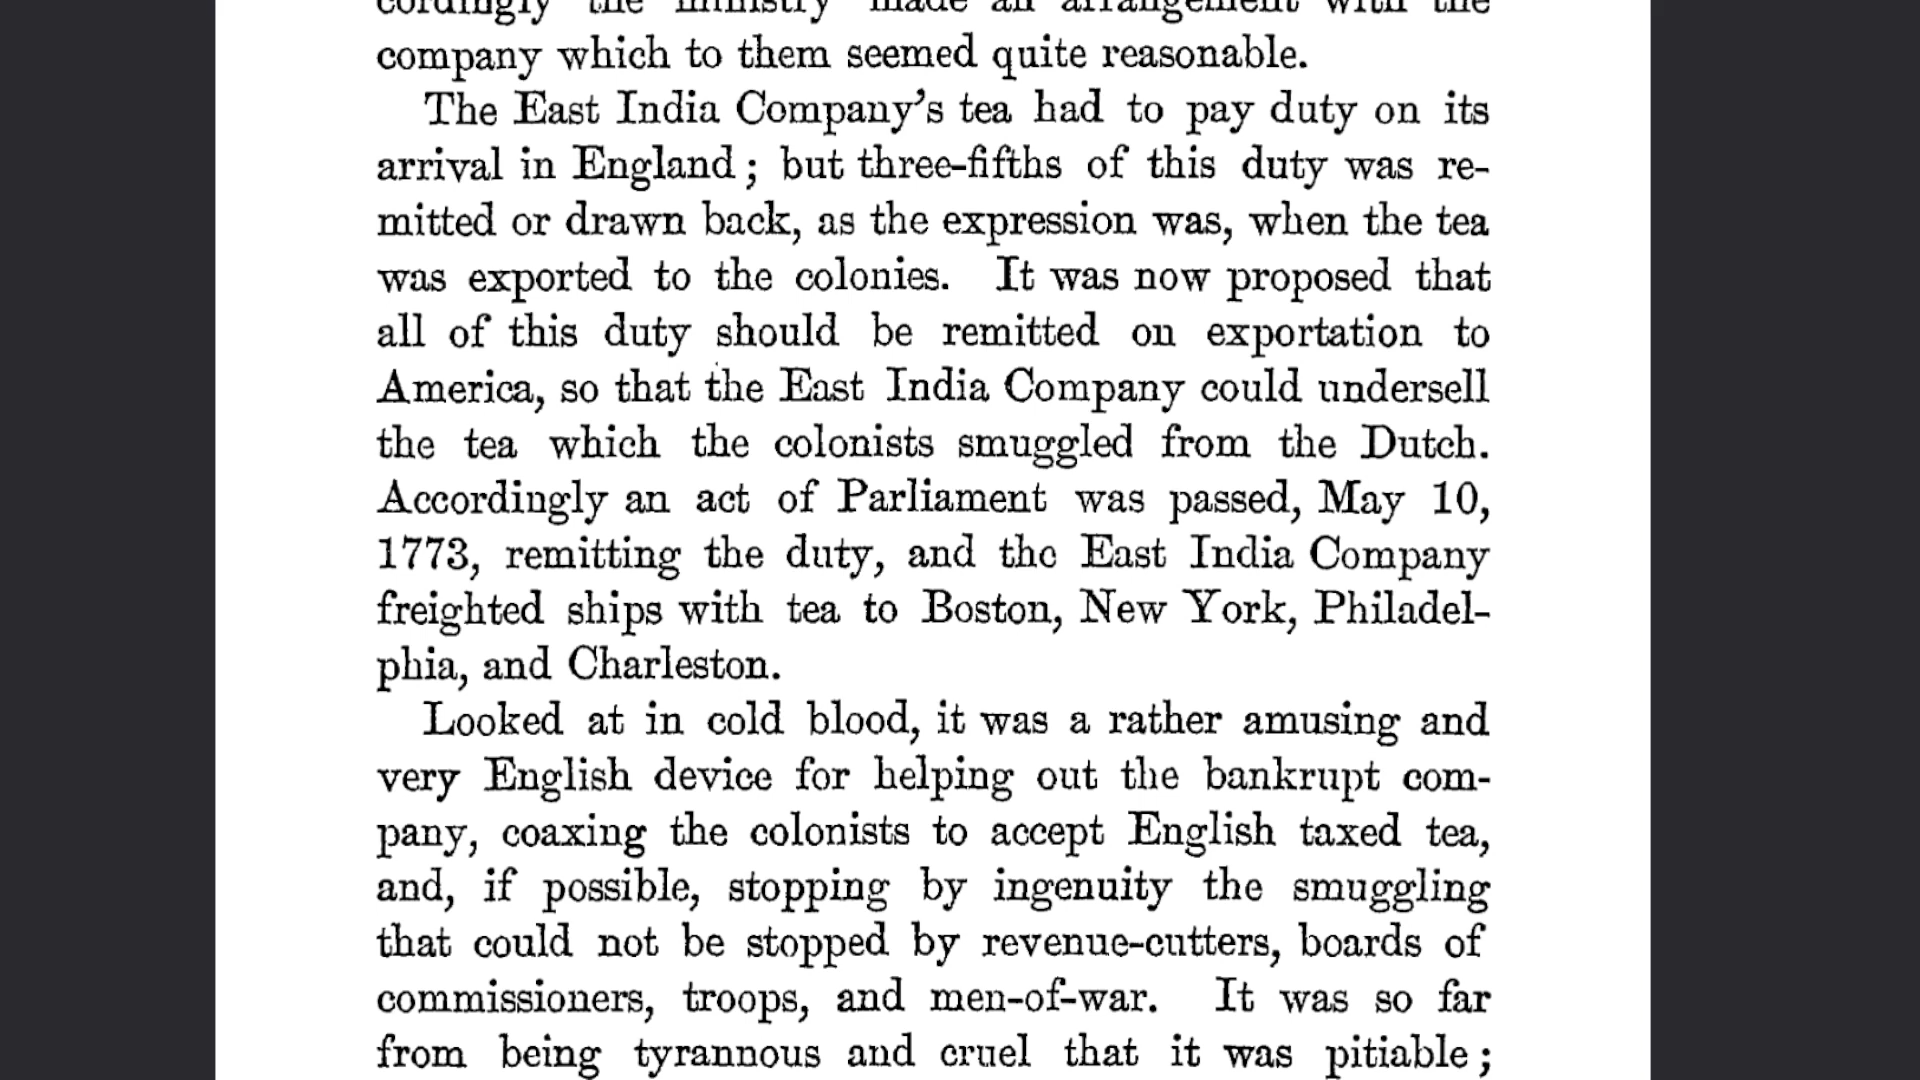 cordingly the ministry made an arrangement with the
company which to them seemed quite reasonable.
The East India Company's tea had to pay duty on its
arrival in England; but three-fifths of this duty was re-
mitted or drawn back, as the expression was, when the tea
was exported to the colonies. It was now proposed that
all of this duty should be remitted on exportation to
America, so that the East India Company could undersell
the tea which the colonists smuggled from the Dutch.
Accordingly an act of Parliament was passed, May 10,
1773, remitting the duty, and the East India Company
freighted ships with tea to Boston, New York, Philadel-
phia, and Charleston.
Looked at in cold blood, it was a rather amusing and
very English device for helping out the bankrupt com-
pany, coaxing the colonists to accept English taxed tea,
and, if possible, stopping by ingenuity the smuggling
that could not be stopped by revenue-cutters, boards of
commissioners, troops, and men-of-war. It was so far
from being tyrannous and cruel that it was pitiable;